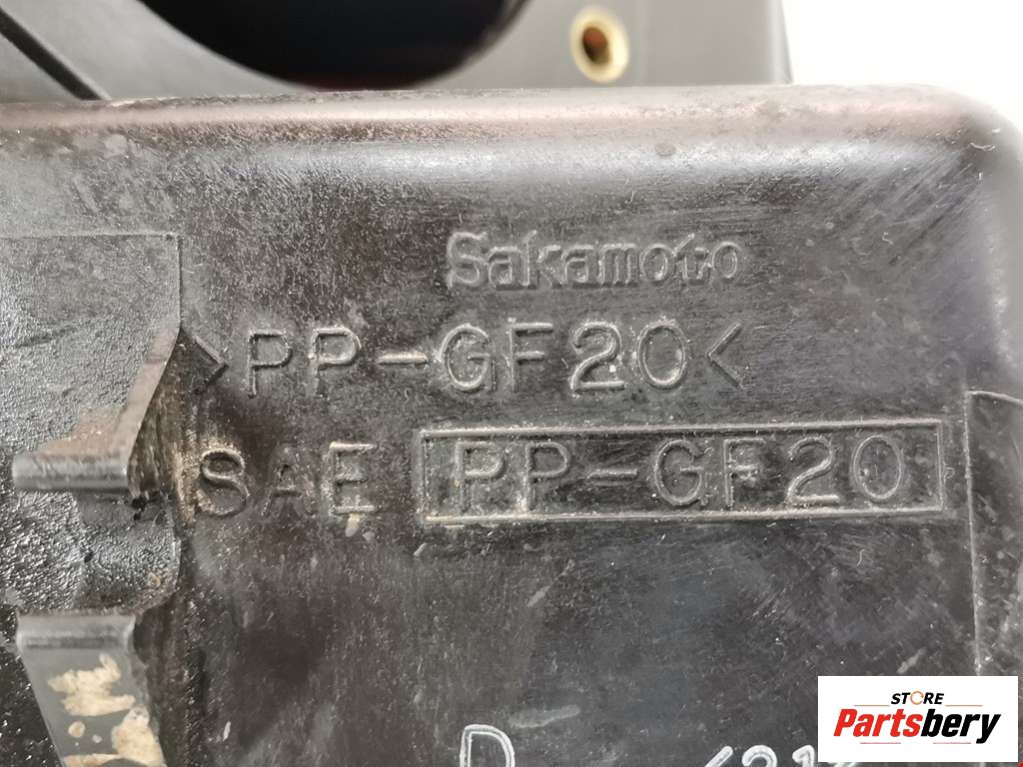 Sakamoto
>PP-GF20<
SAE PP-GF20
D
STORE
Partsbery